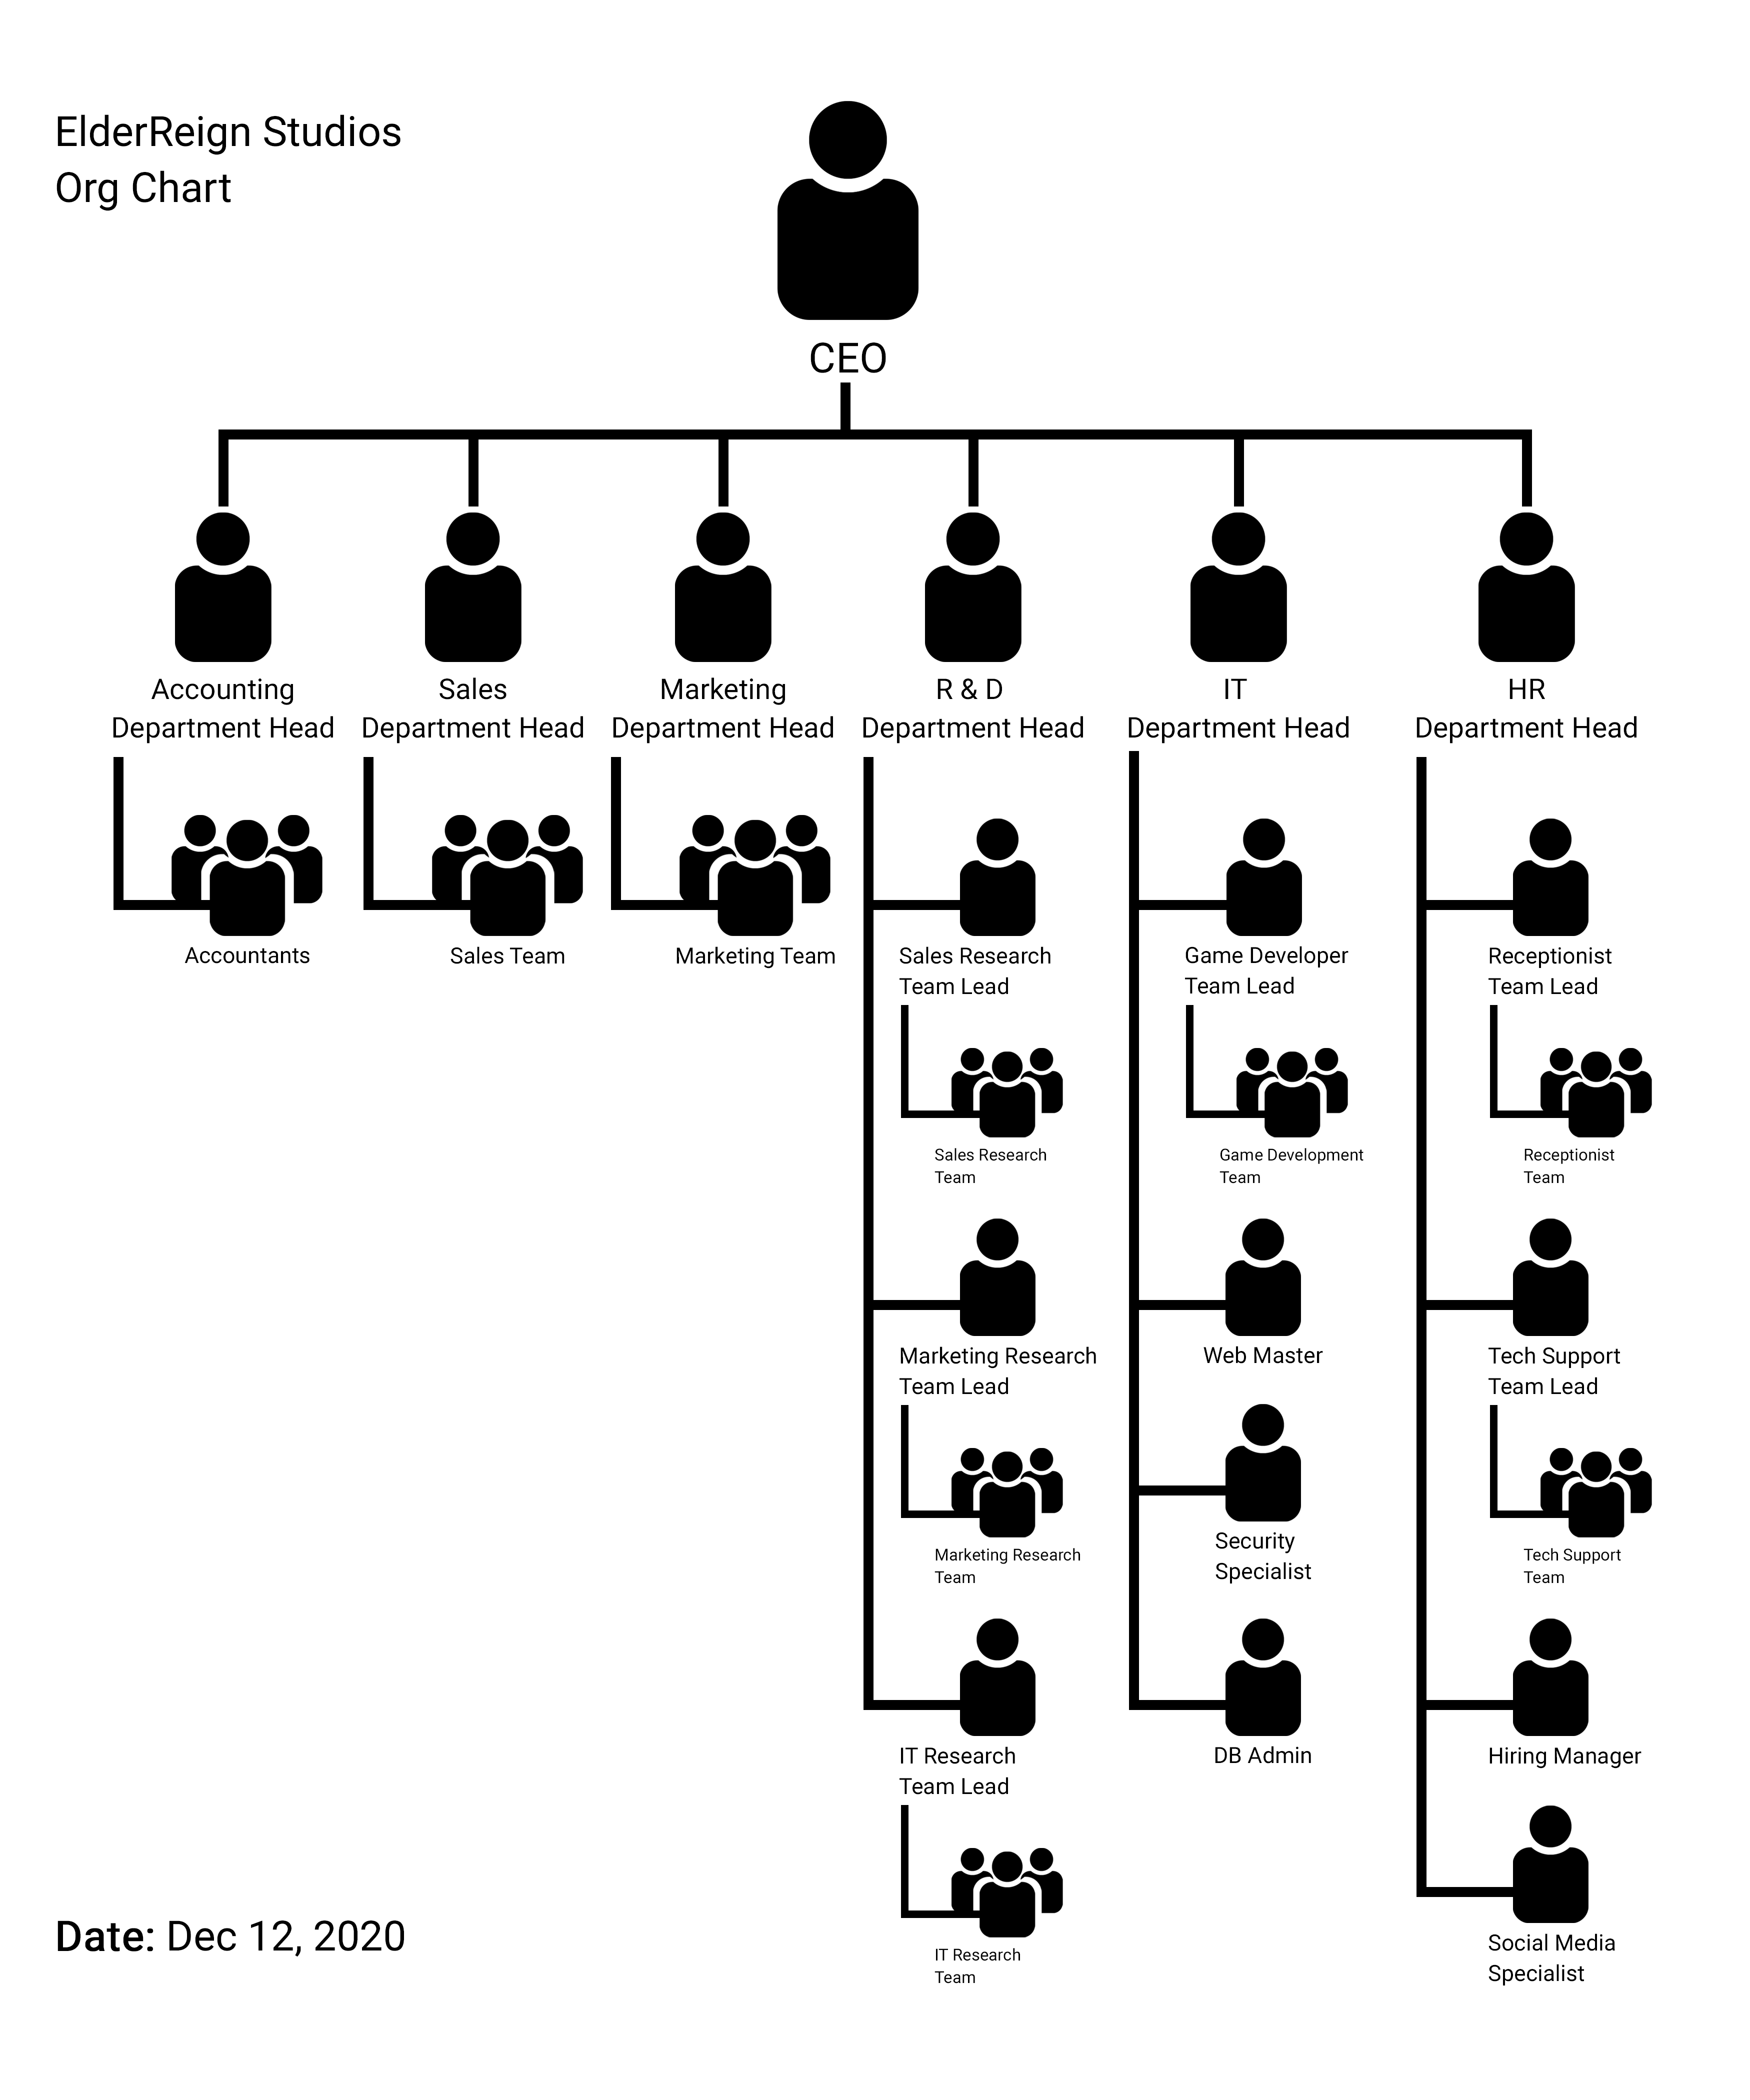 ElderReign Studios
Org Chart
CEO
Accounting
Department Head
Sales
Department Head
Marketing
Department Head
R & D
Department Head
IT
Department Head
HR
Department Head
Accountants
Sales Team
Marketing Team
Sales Research
Team Lead
Sales Research
Team
Marketing Research
Team Lead
Marketing Research
Team
IT Research
Team Lead
IT Research
Team
Game Developer
Team Lead
Game Development
Team
Web Master
Security
Specialist
DB Admin
Receptionist
Team Lead
Receptionist
Team
Tech Support
Team Lead
Tech Support
Team
Hiring Manager
Social Media
Specialist
Date: Dec 12, 2020